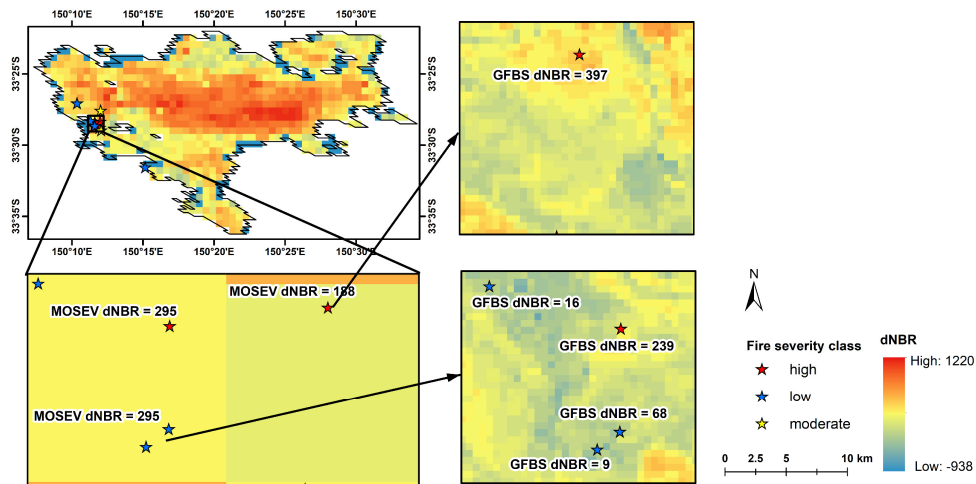 150°10'E 150°15'E 150°20'E 150°25'E 150°30'E
33°25'S 33°25'S
33°30'S 33°30'S
33°35'S 33°35'S
150°10'E 150°15'E 150°20'E 150°25'E 150°30'E
GFBS dNBR = 397
MOSEV dNBR = 295
MOSEV dNBR = 188
MOSEV dNBR = 295
GFBS dNBR = 16
GFBS dNBR = 239
GFBS dNBR = 68
GFBS dNBR = 9
N
Fire severity class
high
low
moderate
dNBR
High: 1220
Low: -938
0 2.5 5 10 km